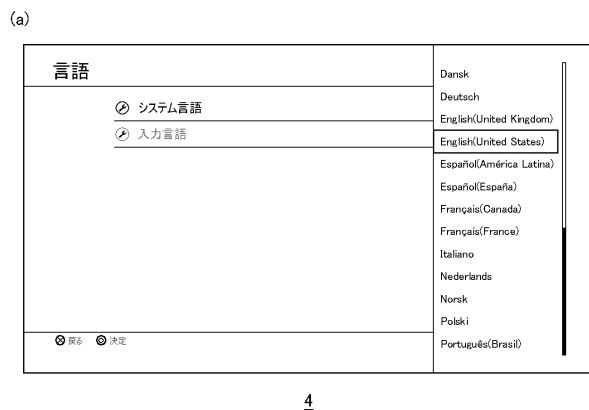 (a)
言語
システム言語
入力言語
戻る 決定
Dansk
Deutsch
English(United Kingdom)
English(United States)
Español(América Latina)
Español(España)
Français(Canada)
Français(France)
Italiano
Nederlands
Norsk
Polski
Português(Brasil)
4